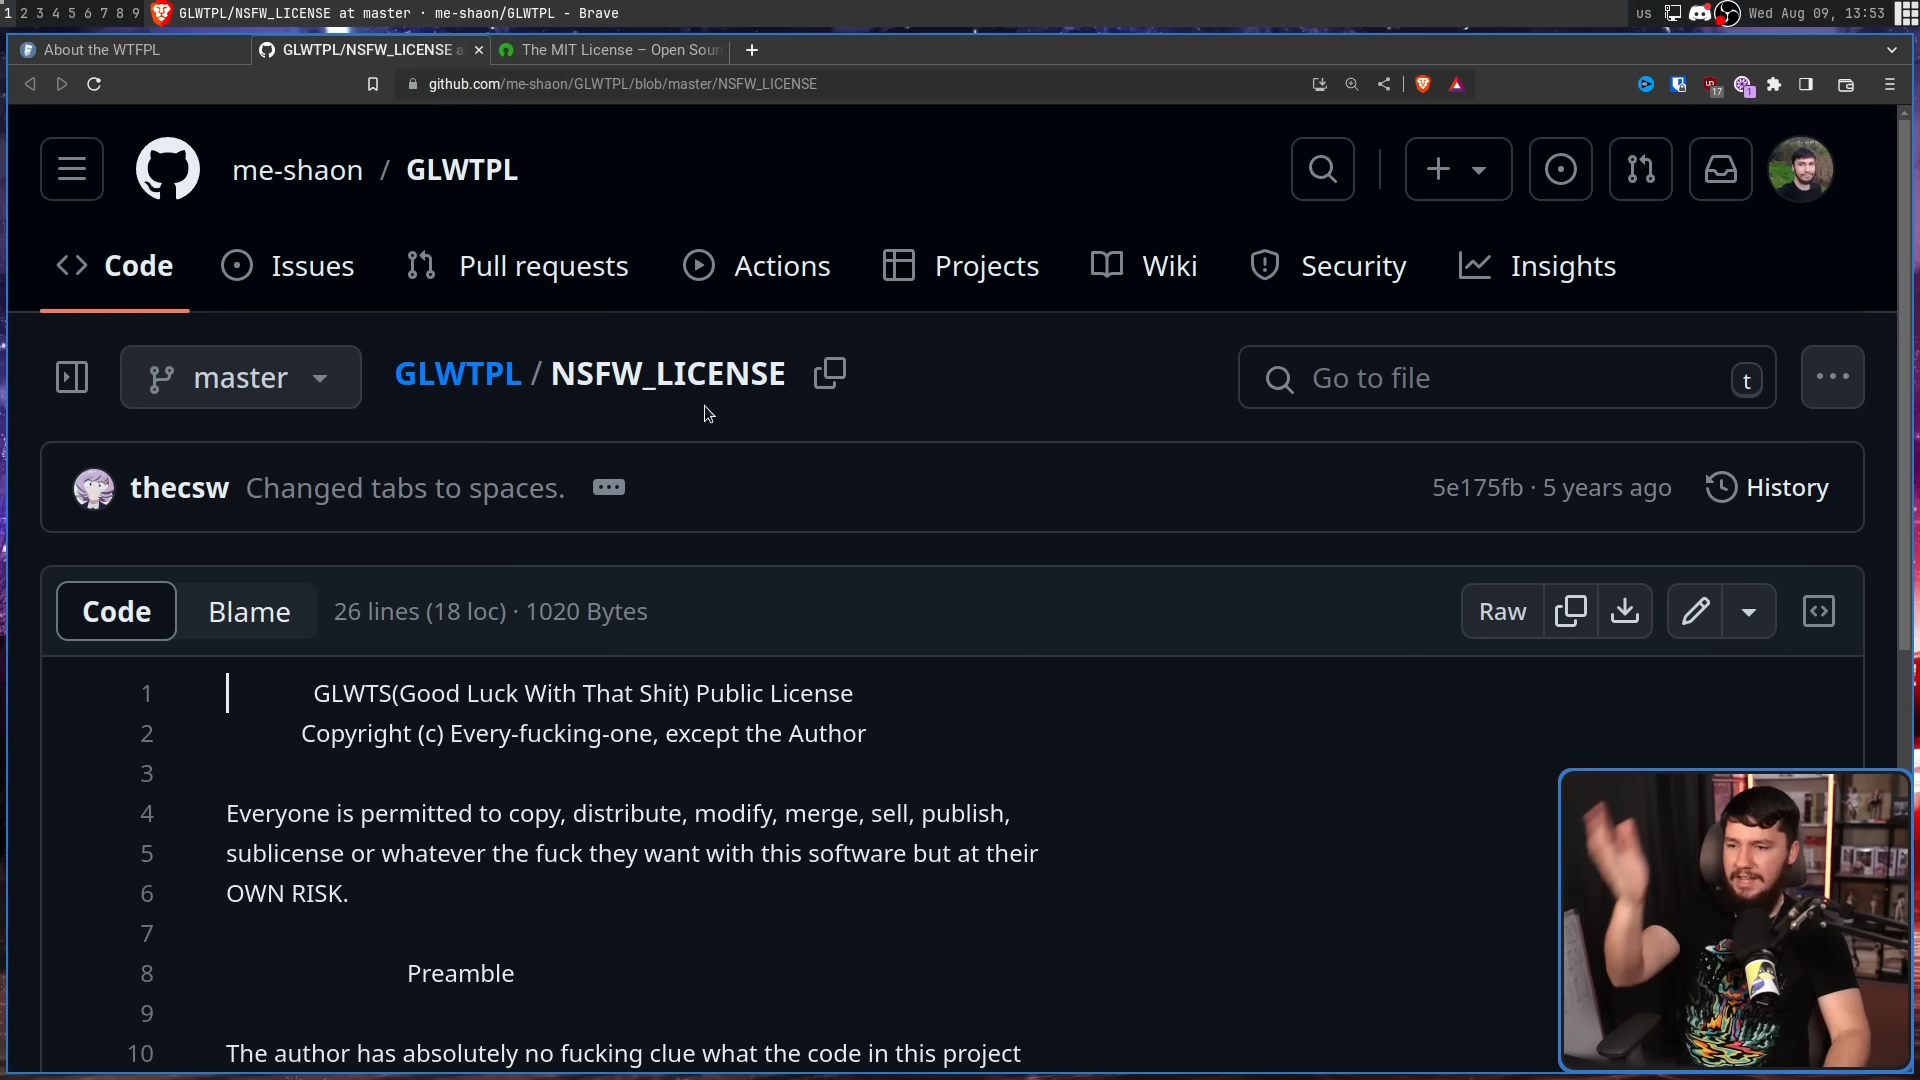 1 2 3 4 5 6 7 8 9 GLWTPL/NSFW_LICENSE at master · me-shaon/GLWTPL - Brave us Wed Aug 09, 13:53
About the WTFPL GLWTPL/NSFW_LICENSE a The MIT License – Open Sour
github.com/me-shaon/GLWTPL/blob/master/NSFW_LICENSE 17 1
me-shaon / GLWTPL
Code Issues Pull requests Actions Projects Wiki Security Insights
master GLWTPL / NSFW_LICENSE Go to file t
thecsw Changed tabs to spaces. 5e175fb · 5 years ago History
Code Blame 26 lines (18 loc) · 1020 Bytes Raw
1 GLWTS(Good Luck With That Shit) Public License
2 Copyright (c) Every-fucking-one, except the Author
3
4 Everyone is permitted to copy, distribute, modify, merge, sell, publish,
5 sublicense or whatever the fuck they want with this software but at their
6 OWN RISK.
7
8 Preamble
9
10 The author has absolutely no fucking clue what the code in this project